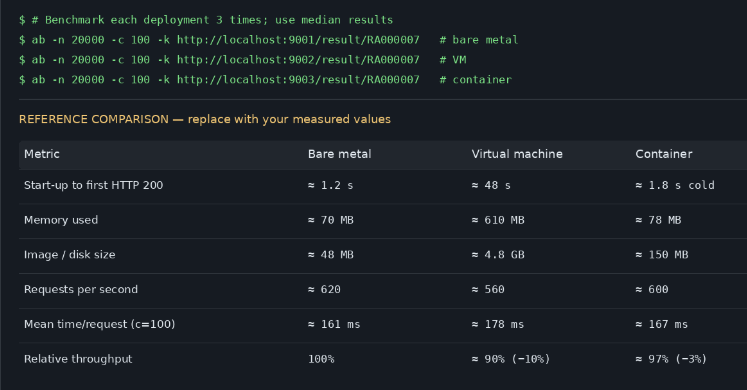 $ # Benchmark each deployment 3 times; use median results
$ ab -n 20000 -c 100 -k http://localhost:9001/result/RA000007 # bare metal
$ ab -n 20000 -c 100 -k http://localhost:9002/result/RA000007 # VM
$ ab -n 20000 -c 100 -k http://localhost:9003/result/RA000007 # container
REFERENCE COMPARISON — replace with your measured values
Metric Bare metal Virtual machine Container
Start-up to first HTTP 200 ≈ 1.2 s ≈ 48 s ≈ 1.8 s cold
Memory used ≈ 70 MB ≈ 610 MB ≈ 78 MB
Image / disk size ≈ 48 MB ≈ 4.8 GB ≈ 150 MB
Requests per second ≈ 620 ≈ 560 ≈ 600
Mean time/request (c=100) ≈ 161 ms ≈ 178 ms ≈ 167 ms
Relative throughput 100% ≈ 90% (−10%) ≈ 97% (−3%)